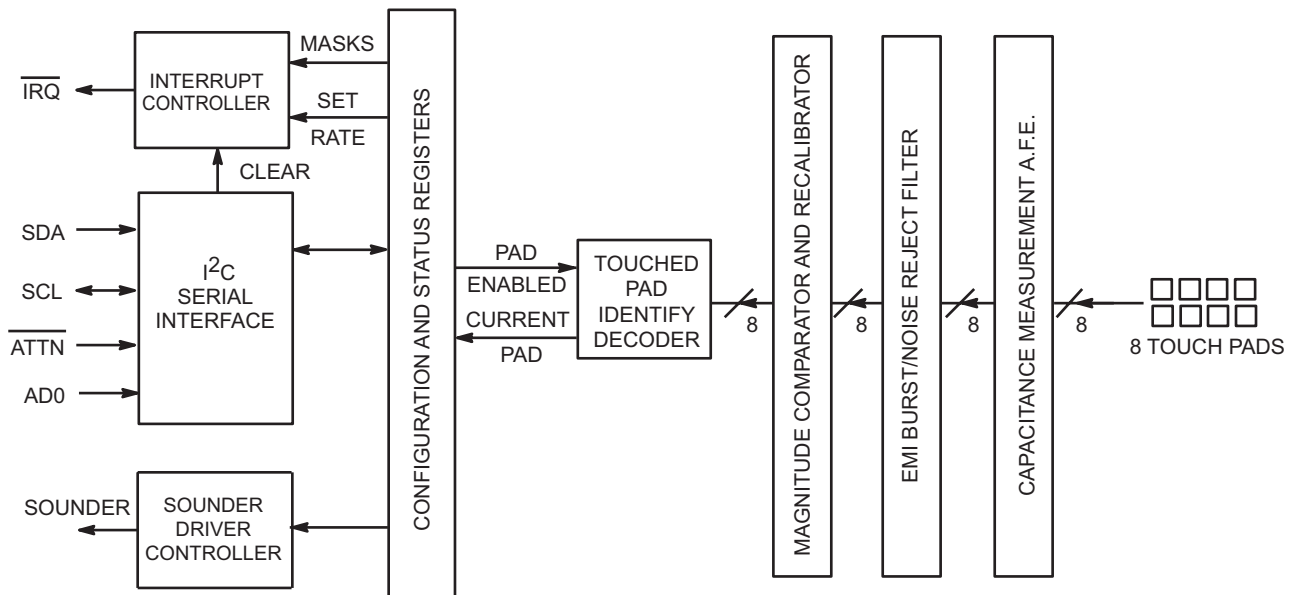 MASKS
IRQ
INTERRUPT
CONTROLLER
SET
RATE
CLEAR
SDA
SCL
ATTN
AD0
I2C
SERIAL
INTERFACE
SOUNDER
SOUNDER
DRIVER
CONTROLLER
CONFIGURATION AND STATUS REGISTERS
PAD
ENABLED
CURRENT
PAD
TOUCHED
PAD
IDENTIFY
DECODER
8
MAGNITUDE COMPARATOR AND RECALIBRATOR
8
EMI BURST/NOISE REJECT FILTER
8
CAPACITANCE MEASUREMENT A.F.E.
8
8 TOUCH PADS